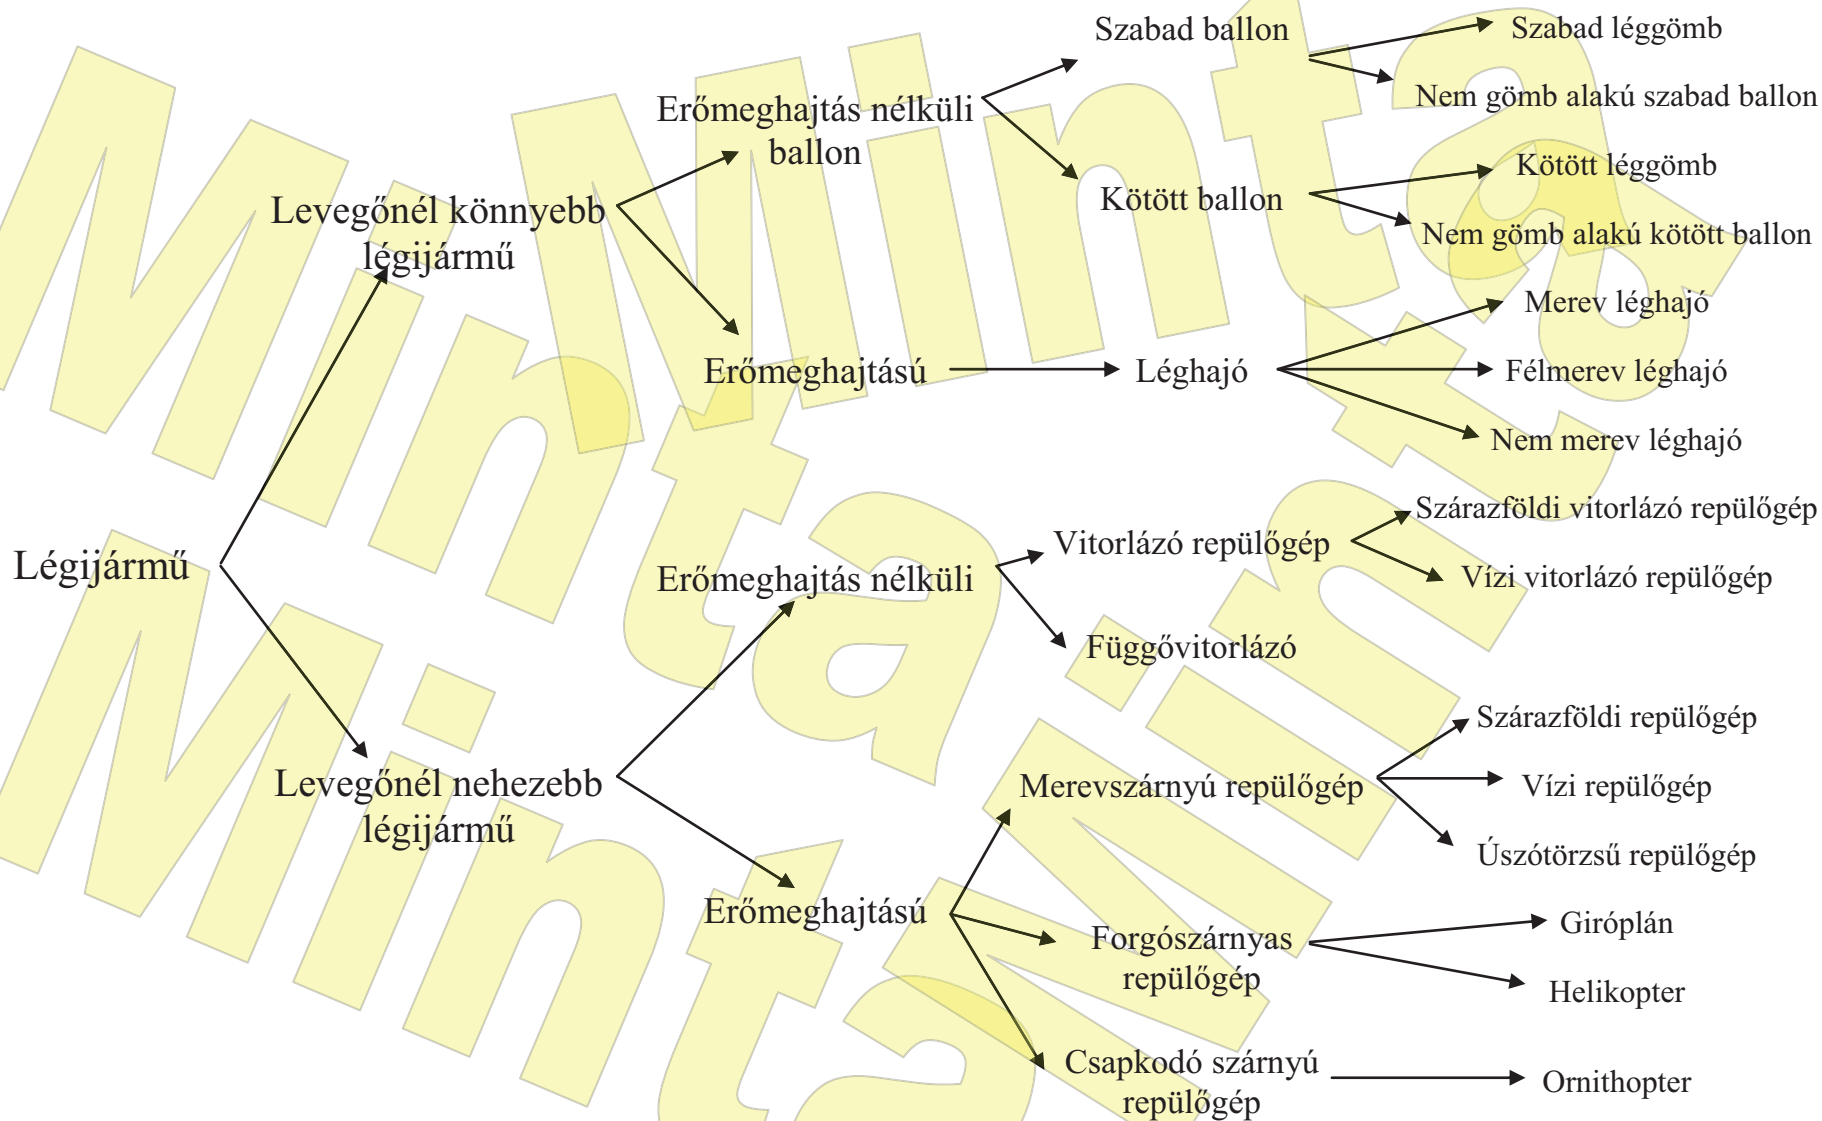 Légijármű
Levegőnél könnyebb
légijármű
Erőmeghajtás nélküli
ballon
Szabad ballon
Szabad léggömb
Nem gömb alakú szabad ballon
Kötött ballon
Kötött léggömb
Nem gömb alakú kötött ballon
Erőmeghajtású
Léghajó
Merev léghajó
Félmerev léghajó
Nem merev léghajó
Levegőnél nehezebb
légijármű
Erőmeghajtás nélküli
Vitorlázó repülőgép
Szárazföldi vitorlázó repülőgép
Vízi vitorlázó repülőgép
Függővitorlázó
Erőmeghajtású
Merevszárnyú repülőgép
Szárazföldi repülőgép
Vízi repülőgép
Úszótörzsű repülőgép
Forgószárnyas
repülőgép
Giróplán
Helikopter
Csapkodó szárnyú
repülőgép
Ornithopter
Minta
Minta
Minta
Minta